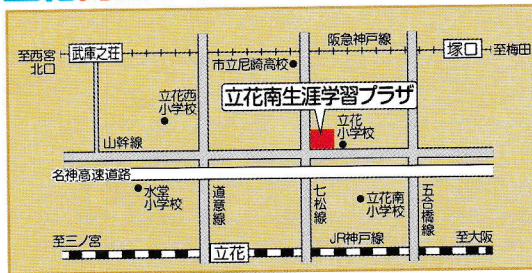 阪急神戸線
至西宮
北口
武庫之荘
市立尼崎高校
塚口
至梅田
立花西
小学校
立花南生涯学習プラザ
立花
小学校
山幹線
名神高速道路
水堂
小学校
道意線
七松線
立花南
小学校
五合橋線
至三ノ宮
立花
JR神戸線
至大阪